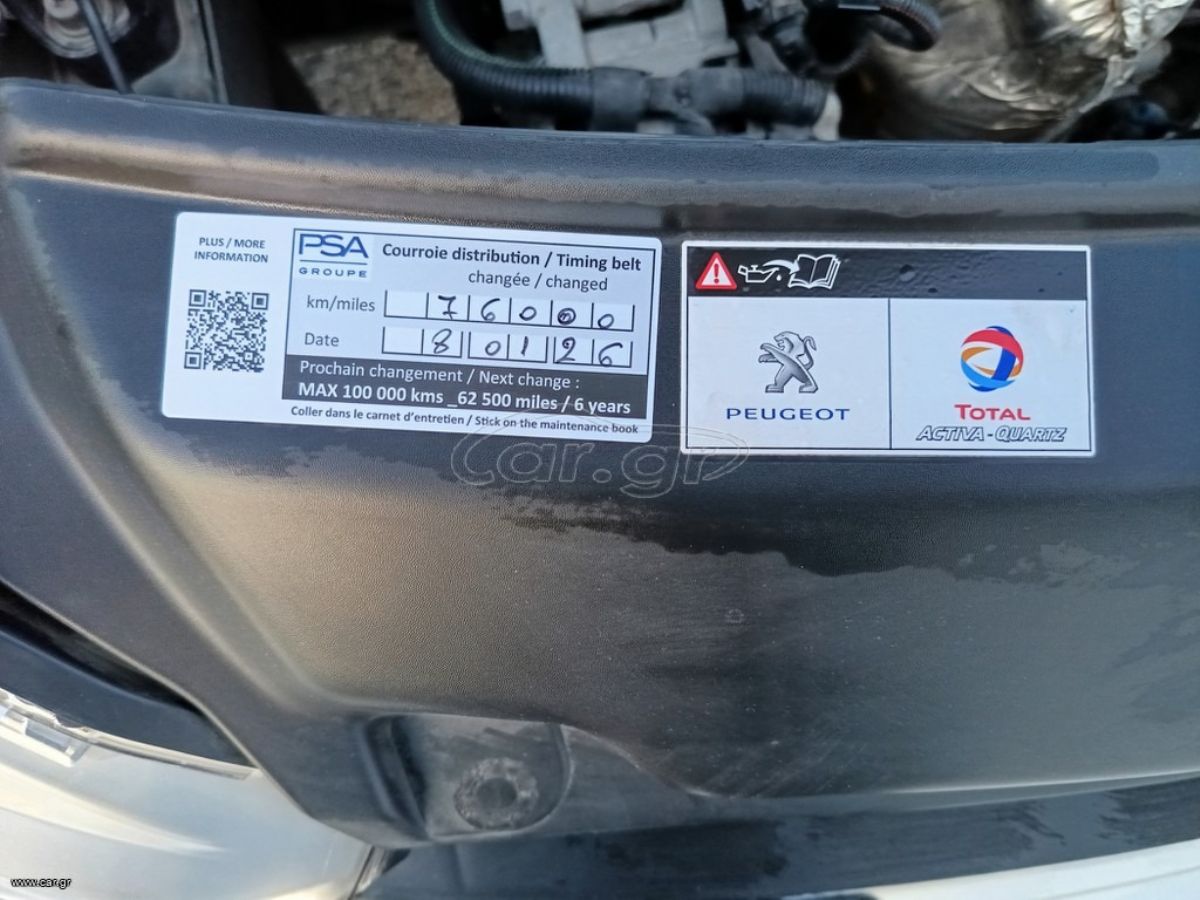 PLUS / MORE
INFORMATION
PSA
GROUPE
Courroie distribution / Timing belt
changée / changed
km/miles 76000
Date 80126
Prochain changement / Next change :
MAX 100 000 kms _62 500 miles / 6 years
Coller dans le carnet d'entretien / Stick on the maintenance book
PEUGEOT
TOTAL
ACTIVA-QUARTZ
car.gr
www.car.gr